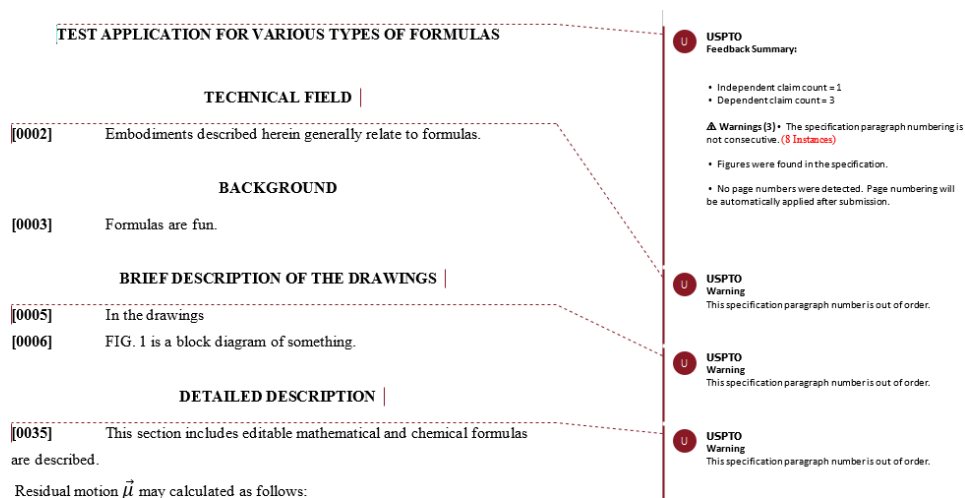 TEST APPLICATION FOR VARIOUS TYPES OF FORMULAS
TECHNICAL FIELD
[0002] Embodiments described herein generally relate to formulas.
BACKGROUND
[0003] Formulas are fun.
BRIEF DESCRIPTION OF THE DRAWINGS
[0005] In the drawings
[0006] FIG. 1 is a block diagram of something.
DETAILED DESCRIPTION
[0035] This section includes editable mathematical and chemical formulas
are described.
Residual motion μ⃗ may calculated as follows:
U USPTO
Feedback Summary:
• Independent claim count = 1
• Dependent claim count = 3
⚠ Warnings (3) • The specification paragraph numbering is
not consecutive. (8 Instances)
• Figures were found in the specification.
• No page numbers were detected. Page numbering will
be automatically applied after submission.
U USPTO
Warning
This specification paragraph number is out of order.
U USPTO
Warning
This specification paragraph number is out of order.
U USPTO
Warning
This specification paragraph number is out of order.